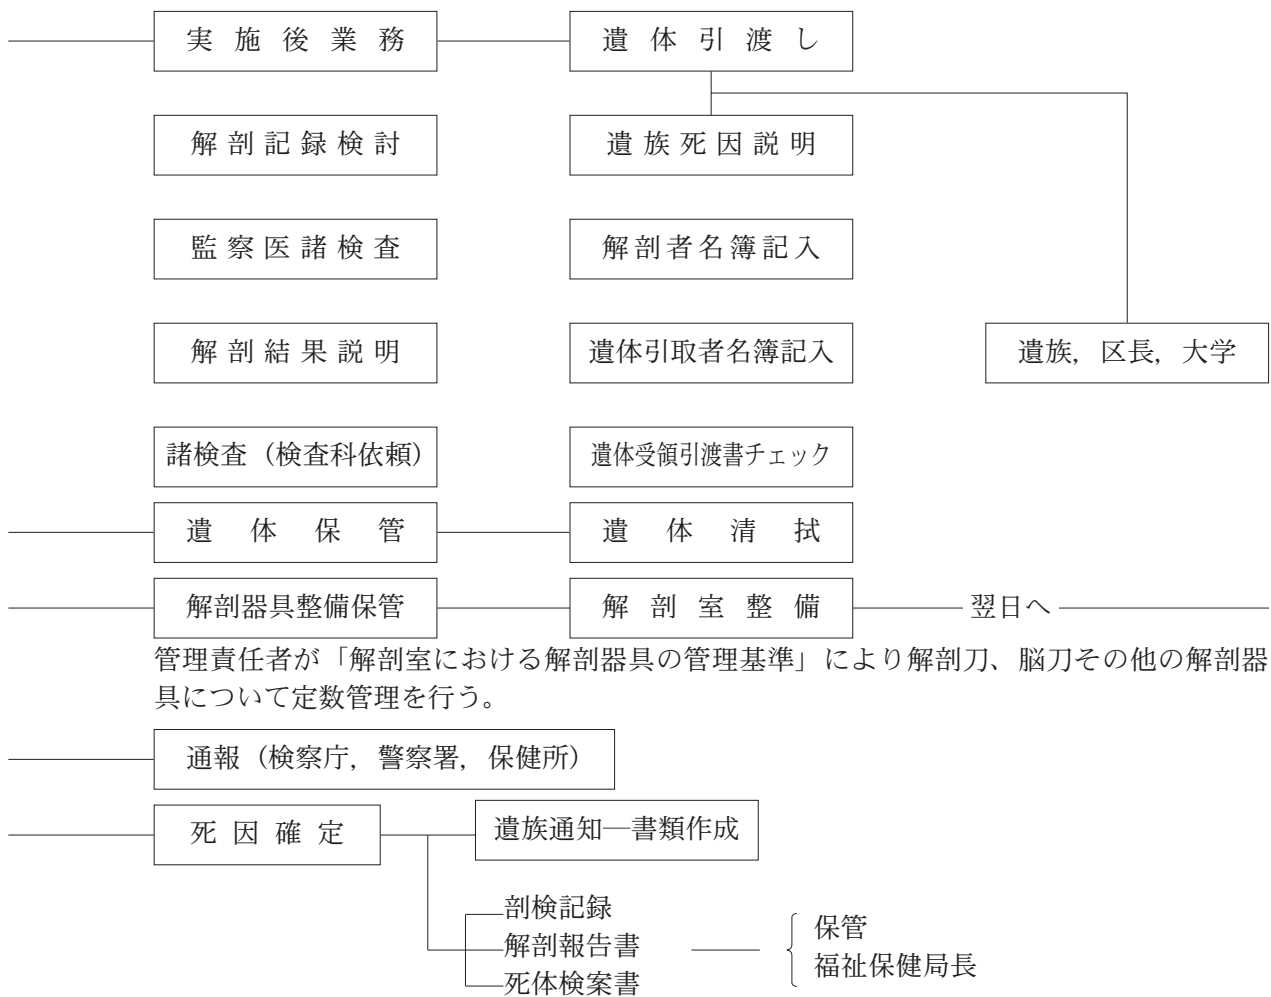 実施後業務
遺体引渡し
解剖記録検討
遺族死因説明
監察医諸検査
解剖者名簿記入
解剖結果説明
遺体引取者名簿記入
遺族，区長，大学
諸検査（検査科依頼）
遺体受領引渡書チェック
遺体保管
遺体清拭
解剖器具整備保管
解剖室整備
翌日へ
管理責任者が「解剖室における解剖器具の管理基準」により解剖刀、脳刀その他の解剖器
具について定数管理を行う。
通報（検察庁，警察署，保健所）
死因確定
遺族通知―書類作成
剖検記録
解剖報告書
死体検案書
保管
福祉保健局長